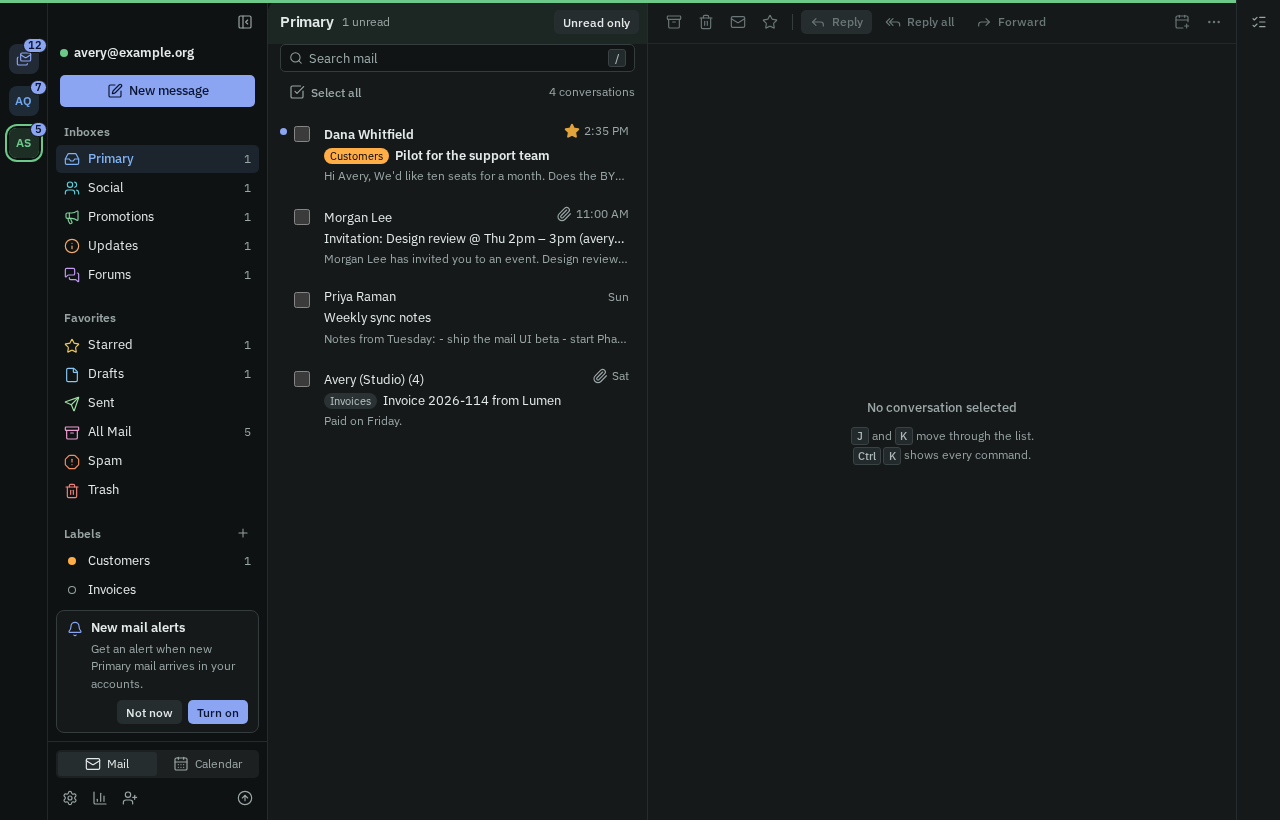 12
AQ 7
AS 5
avery@example.org
New message
Inboxes
Primary 1
Social 1
Promotions 1
Updates 1
Forums 1
Favorites
Starred 1
Drafts 1
Sent
All Mail 5
Spam
Trash
Labels
Customers 1
Invoices
New mail alerts
Get an alert when new
Primary mail arrives in your
accounts.
Not now Turn on
Mail Calendar
Primary 1 unread Unread only
Search mail /
Select all 4 conversations
Dana Whitfield 2:35 PM
Customers Pilot for the support team
Hi Avery, We'd like ten seats for a month. Does the BY...
Morgan Lee 11:00 AM
Invitation: Design review @ Thu 2pm – 3pm (avery...
Morgan Lee has invited you to an event. Design review...
Priya Raman Sun
Weekly sync notes
Notes from Tuesday: - ship the mail UI beta - start Pha...
Avery (Studio) (4) Sat
Invoices Invoice 2026-114 from Lumen
Paid on Friday.
Reply Reply all Forward
No conversation selected
J and K move through the list.
Ctrl K shows every command.